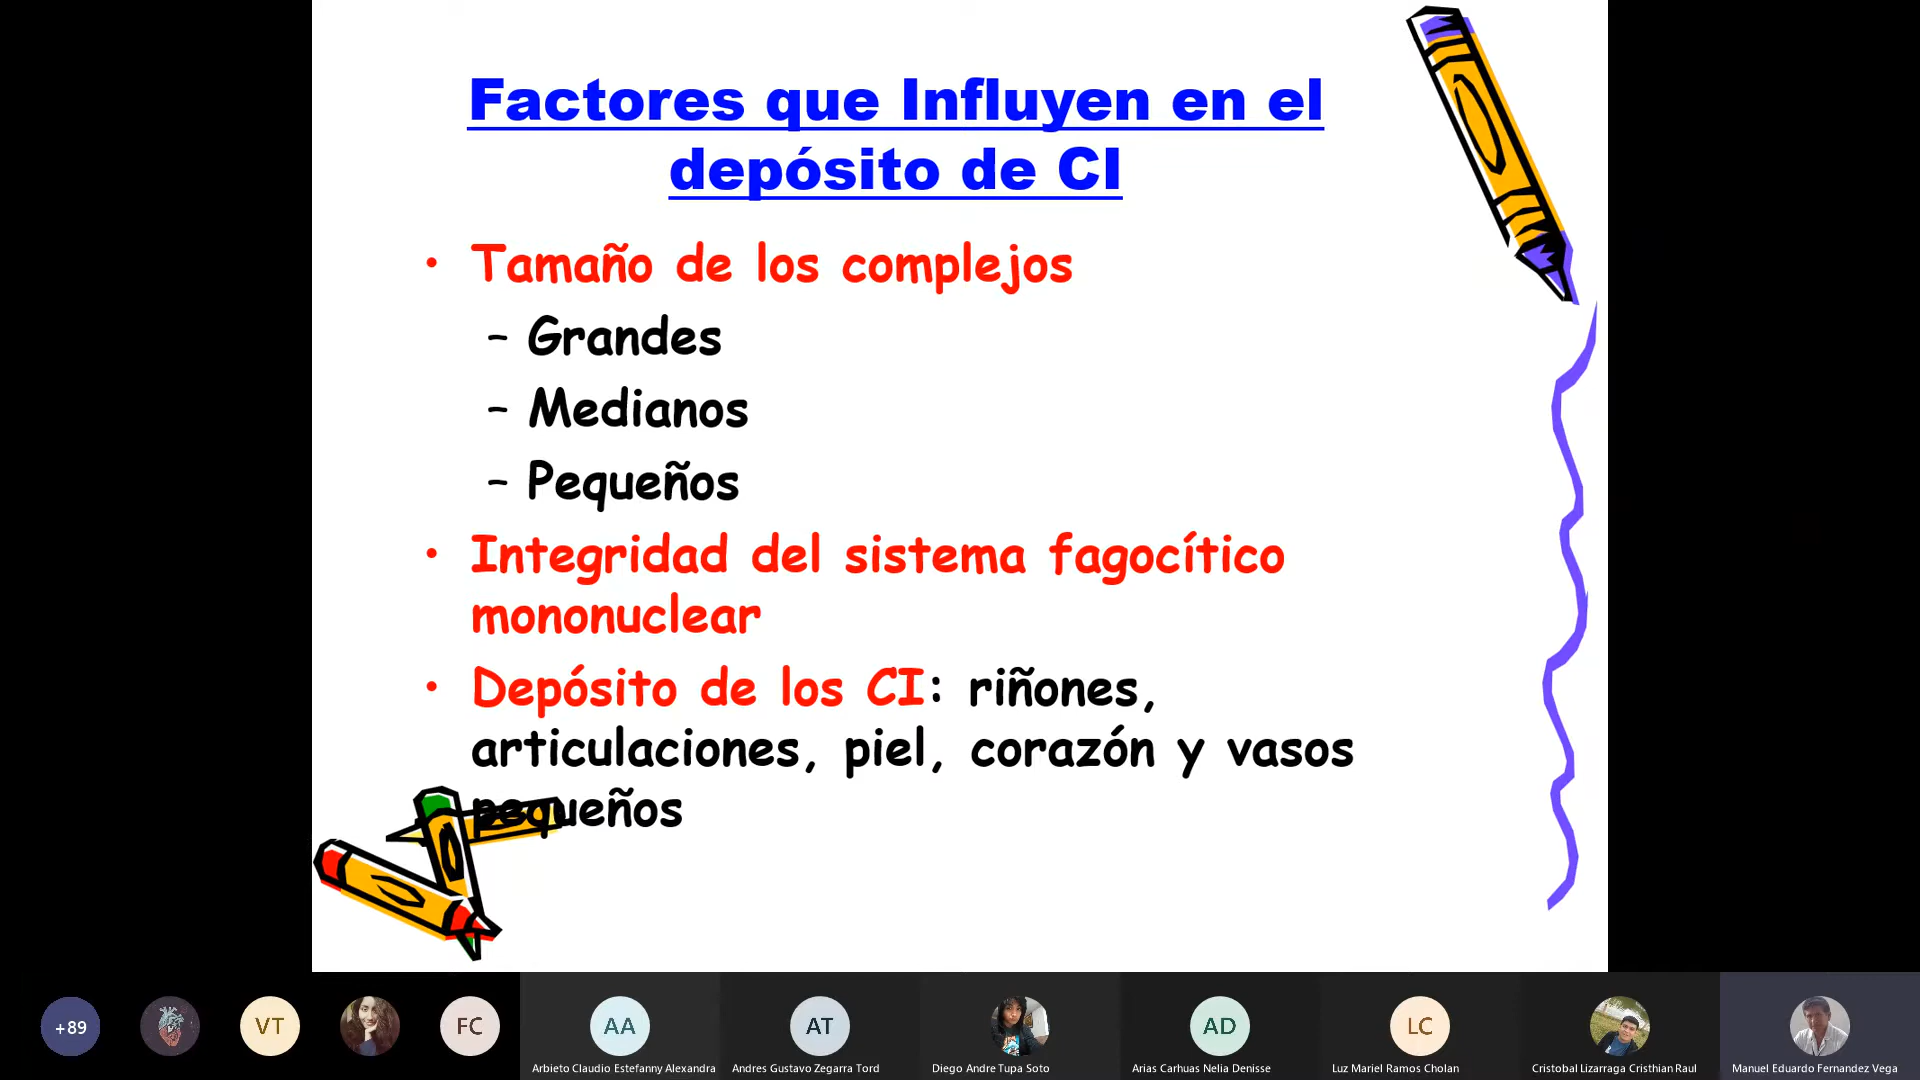 Factores que Influyen en el
depósito de CI
• Tamaño de los complejos
– Grandes
– Medianos
– Pequeños
• Integridad del sistema fagocítico
mononuclear
• Depósito de los CI: riñones,
articulaciones, piel, corazón y vasos
pequeños
+89
VT
FC
AA
AT
AD
LC
Arbieto Claudio Estefanny Alexandra
Andres Gustavo Zegarra Tord
Diego Andre Tupa Soto
Arias Carhuas Nelia Denisse
Luz Mariel Ramos Cholan
Cristobal Lizarraga Cristhian Raul
Manuel Eduardo Fernandez Vega